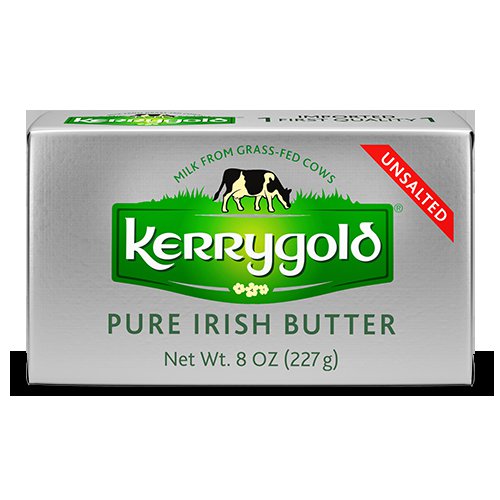 Kerrygold
1 IMPORTED 1
FIRST QUALITY
MILK FROM GRASS-FED COWS
UNSALTED
Kerrygold®
PURE IRISH BUTTER
Net Wt. 8 OZ (227g)